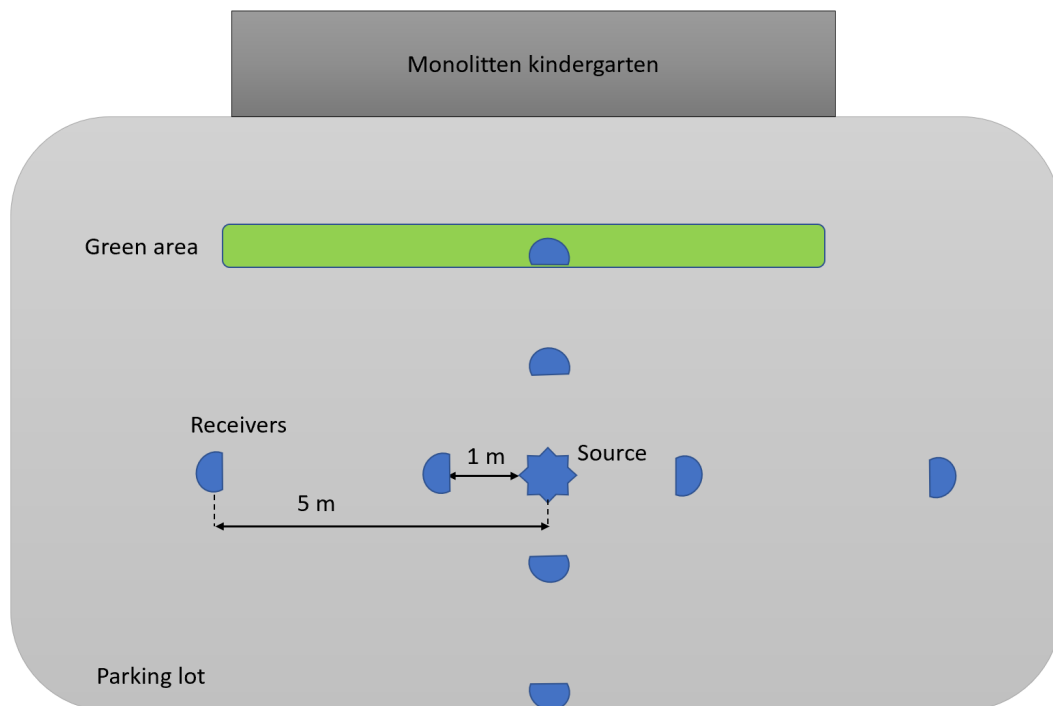 Monolitten kindergarten
Green area
Receivers
1 m
Source
5 m
Parking lot